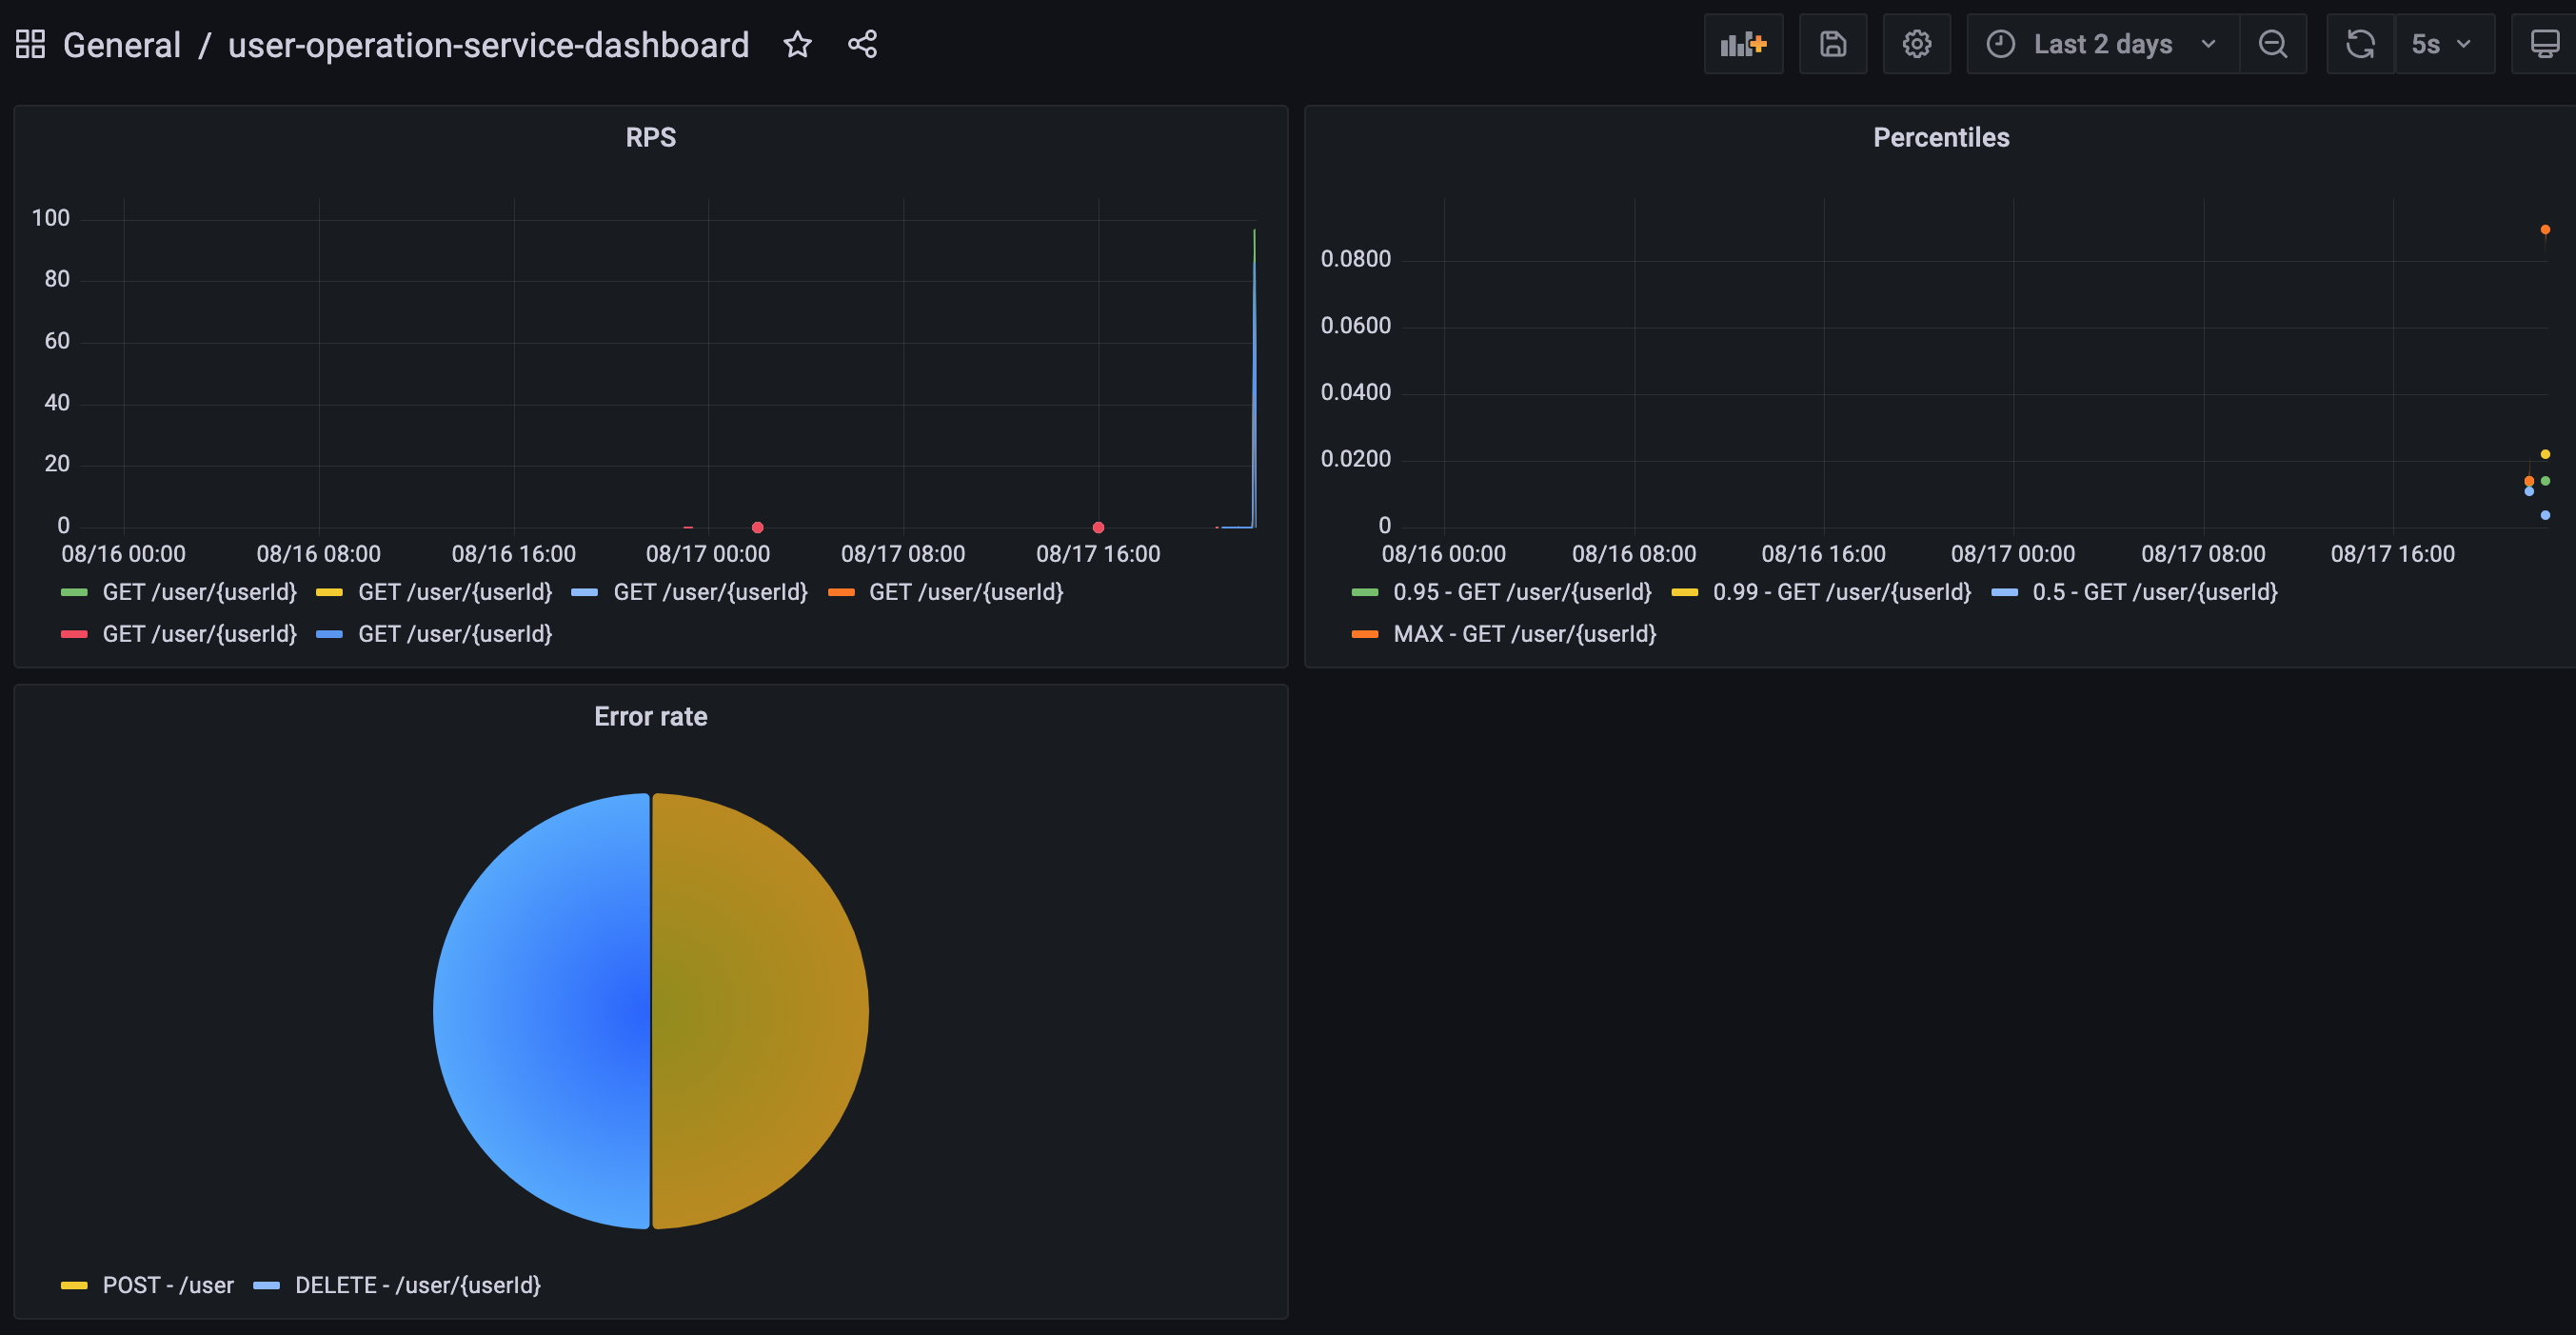 General / user-operation-service-dashboard
Last 2 days
5s
RPS
100
80
60
40
20
0
08/16 00:00 08/16 08:00 08/16 16:00 08/17 00:00 08/17 08:00 08/17 16:00
GET /user/{userId} GET /user/{userId} GET /user/{userId} GET /user/{userId}
GET /user/{userId} GET /user/{userId}
Percentiles
0.0800
0.0600
0.0400
0.0200
0
08/16 00:00 08/16 08:00 08/16 16:00 08/17 00:00 08/17 08:00 08/17 16:00
0.95 - GET /user/{userId} 0.99 - GET /user/{userId} 0.5 - GET /user/{userId}
MAX - GET /user/{userId}
Error rate
POST - /user DELETE - /user/{userId}